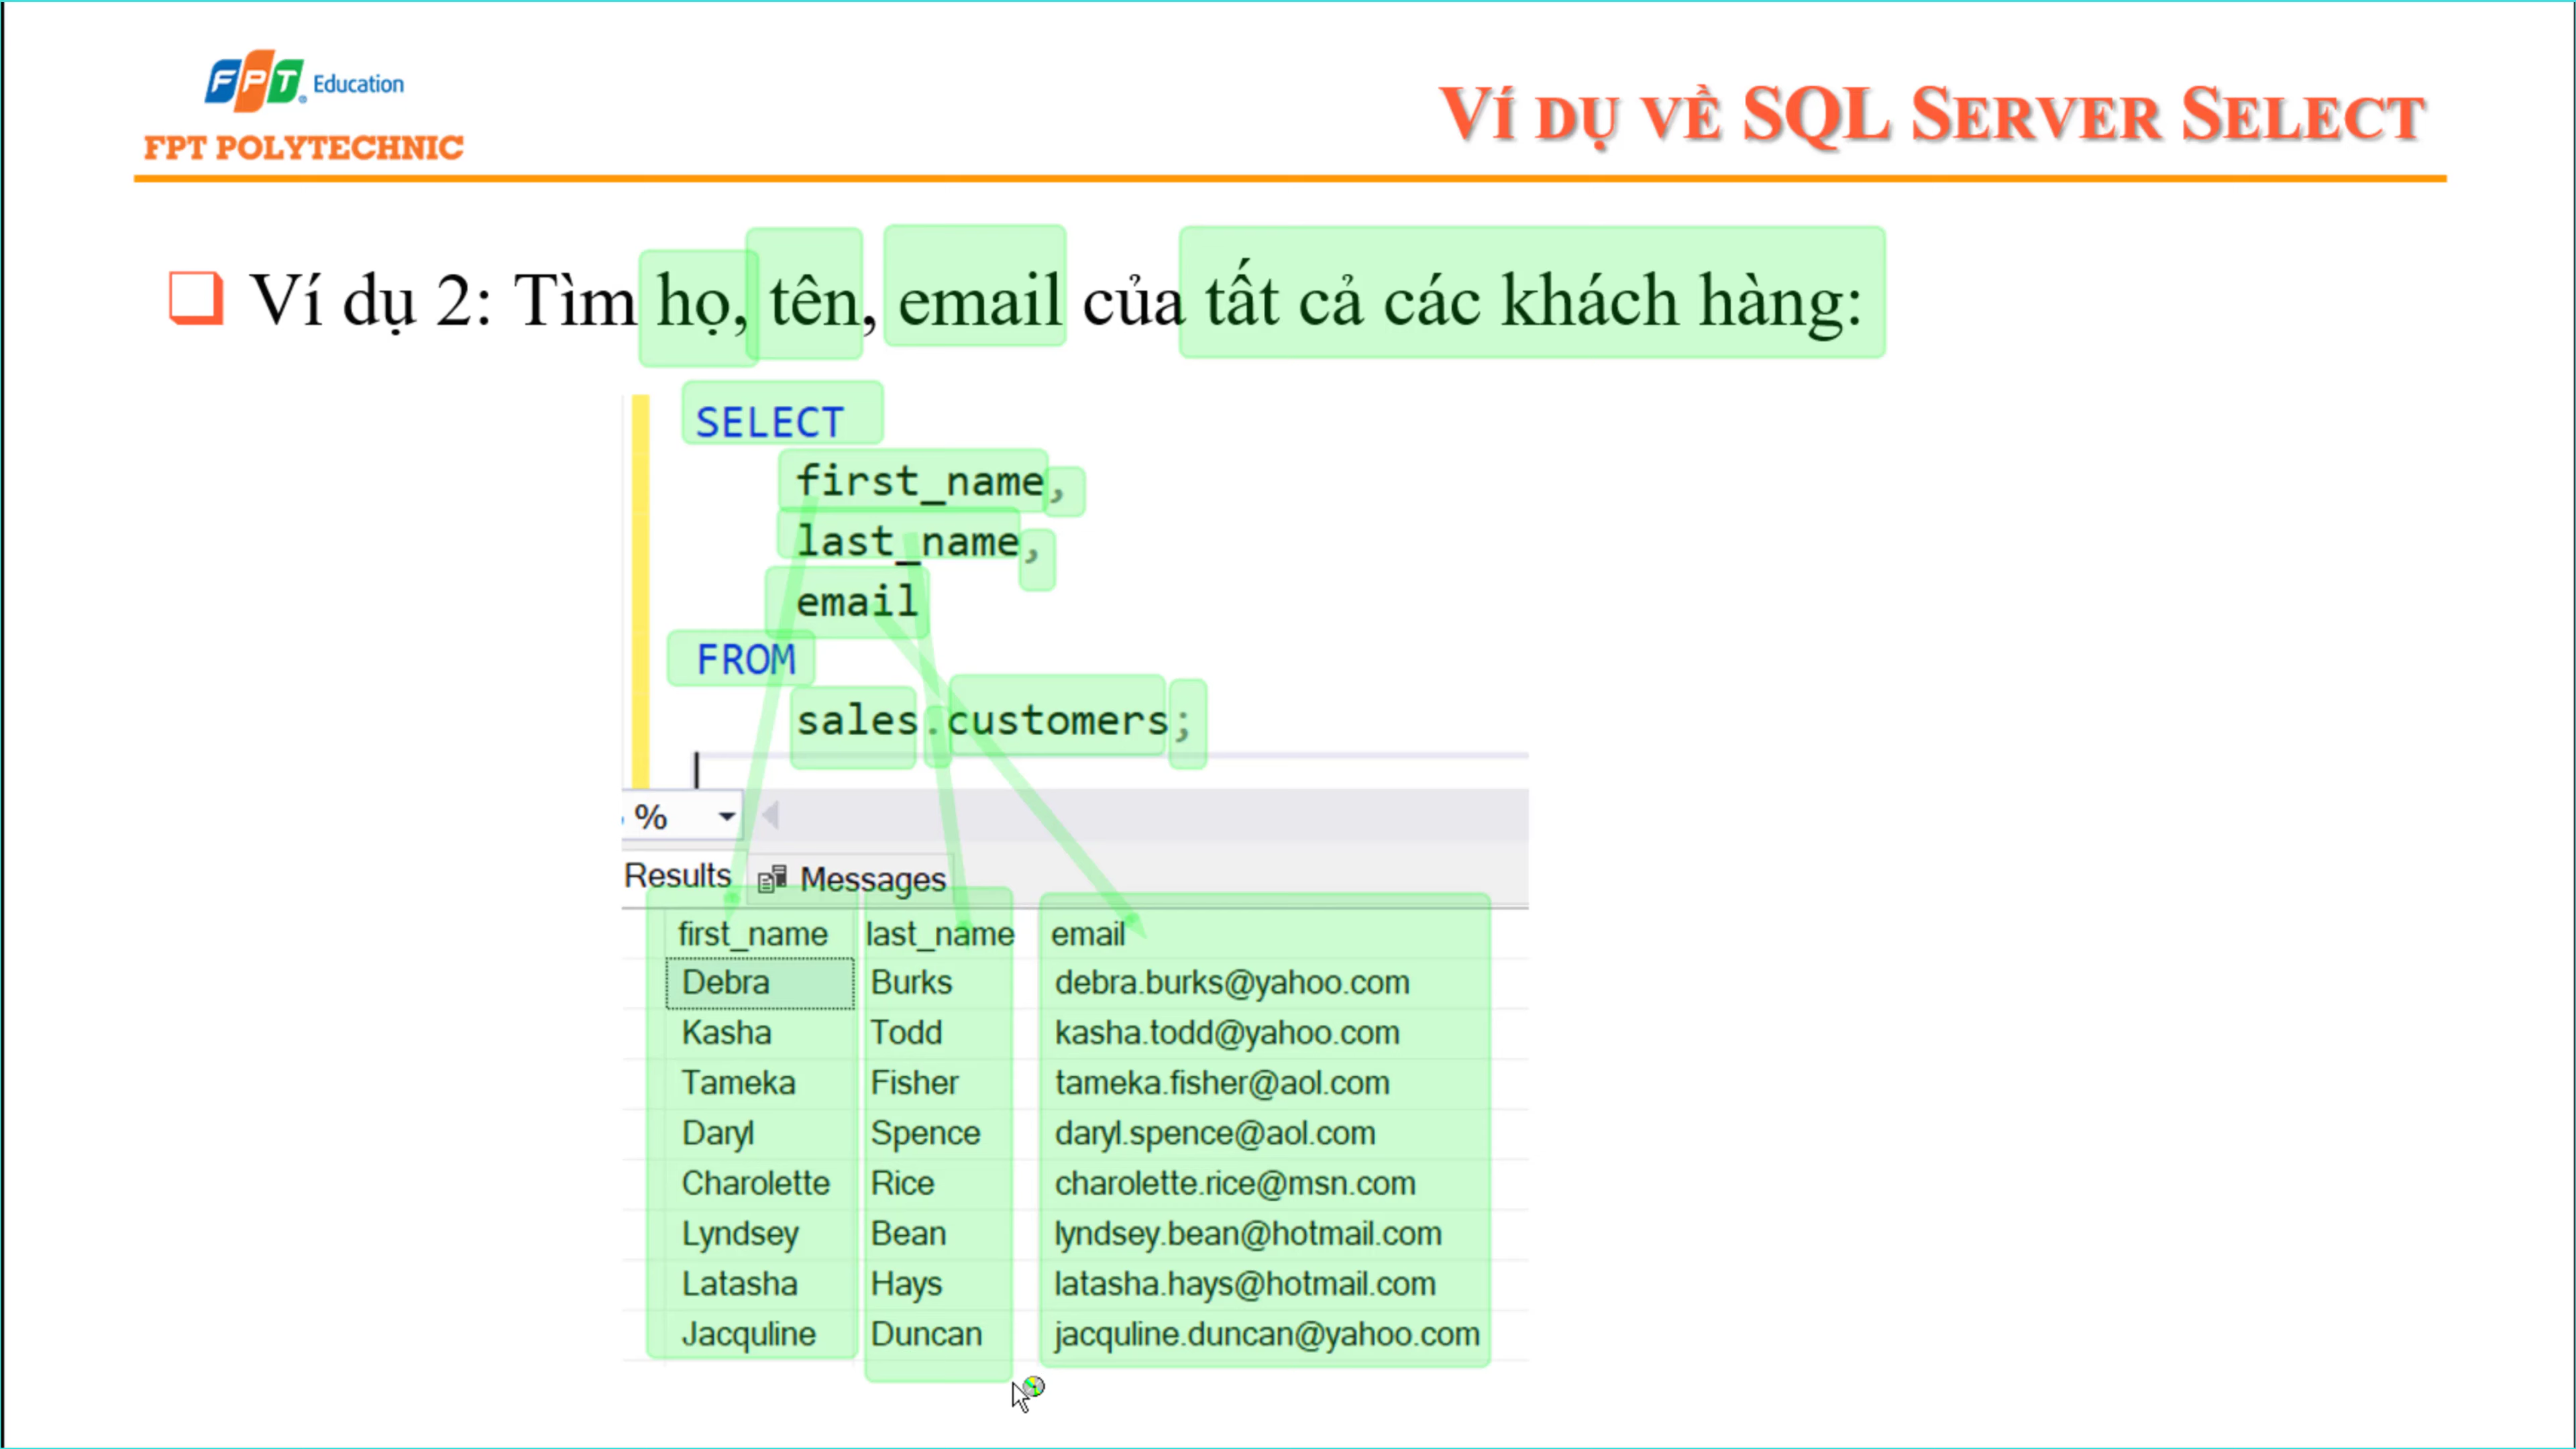 FPT Education
FPT POLYTECHNIC
VÍ DỤ VỀ SQL SERVER SELECT
Ví dụ 2: Tìm họ, tên, email của tất cả các khách hàng:
SELECT
first_name,
last_name,
email
FROM
sales.customers;
%
Results Messages
first_name last_name email
Debra Burks debra.burks@yahoo.com
Kasha Todd kasha.todd@yahoo.com
Tameka Fisher tameka.fisher@aol.com
Daryl Spence daryl.spence@aol.com
Charolette Rice charolette.rice@msn.com
Lyndsey Bean lyndsey.bean@hotmail.com
Latasha Hays latasha.hays@hotmail.com
Jacquline Duncan jacquline.duncan@yahoo.com